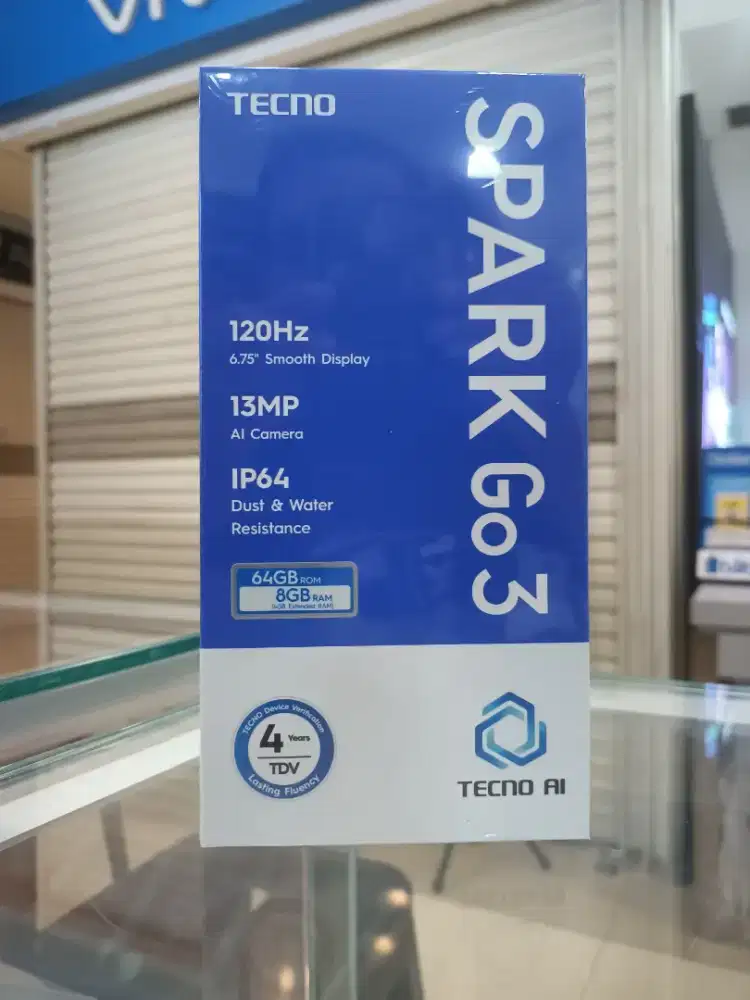 TECNO
SPARK Go 3
120Hz
6.75" Smooth Display
13MP
AI Camera
IP64
Dust & Water
Resistance
64GB ROM
8GB RAM
TECNO Device Verification
4 Years
TDV
Lasting Fluency
TECNO AI